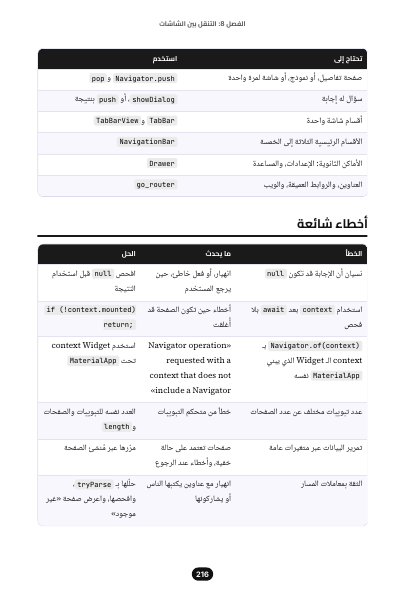 الفصل 8: التنقل بين الشاشات
تحتاج إلى استخدم
صفحة تفاصيل، أو نموذج، أو شاشة لمرة واحدة Navigator.push و pop
سؤال له إجابة showDialog، أو push بنتيجة
أقسام شاشة واحدة TabBar و TabBarView
الأقسام الرئيسية الثلاثة إلى الخمسة NavigationBar
الأماكن الثانوية: الإعدادات، والمساعدة Drawer
العناوين، والروابط العميقة، والويب go_router
أخطاء شائعة
الخطأ ما يحدث الحل
نسيان أن الإجابة قد تكون null انهيار، أو فعل خاطئ، حين افحص null قبل استخدام
يرجع المستخدم النتيجة
استخدام context بعد await بلا أخطاء حين تكون الصفحة قد if (!context.mounted)
فحص أُغلقت return;
Navigator.of(context) بـ «Navigator operation استخدم context Widget
context الـ Widget الذي يبني requested with a تحت MaterialApp
MaterialApp نفسه context that does not
include a Navigator»
عدد تبويبات مختلف عن عدد الصفحات خطأ من متحكم التبويبات العدد نفسه للتبويبات والصفحات
و length
تمرير البيانات عبر متغيرات عامة صفحات تعتمد على حالة مرّرها عبر مُنشئ الصفحة
خفية، وأخطاء عند الرجوع
الثقة بمعاملات المسار انهيار مع عناوين يكتبها الناس حلّلها بـ tryParse،
أو يشاركونها وافحصها، واعرض صفحة «غير
موجود»
216